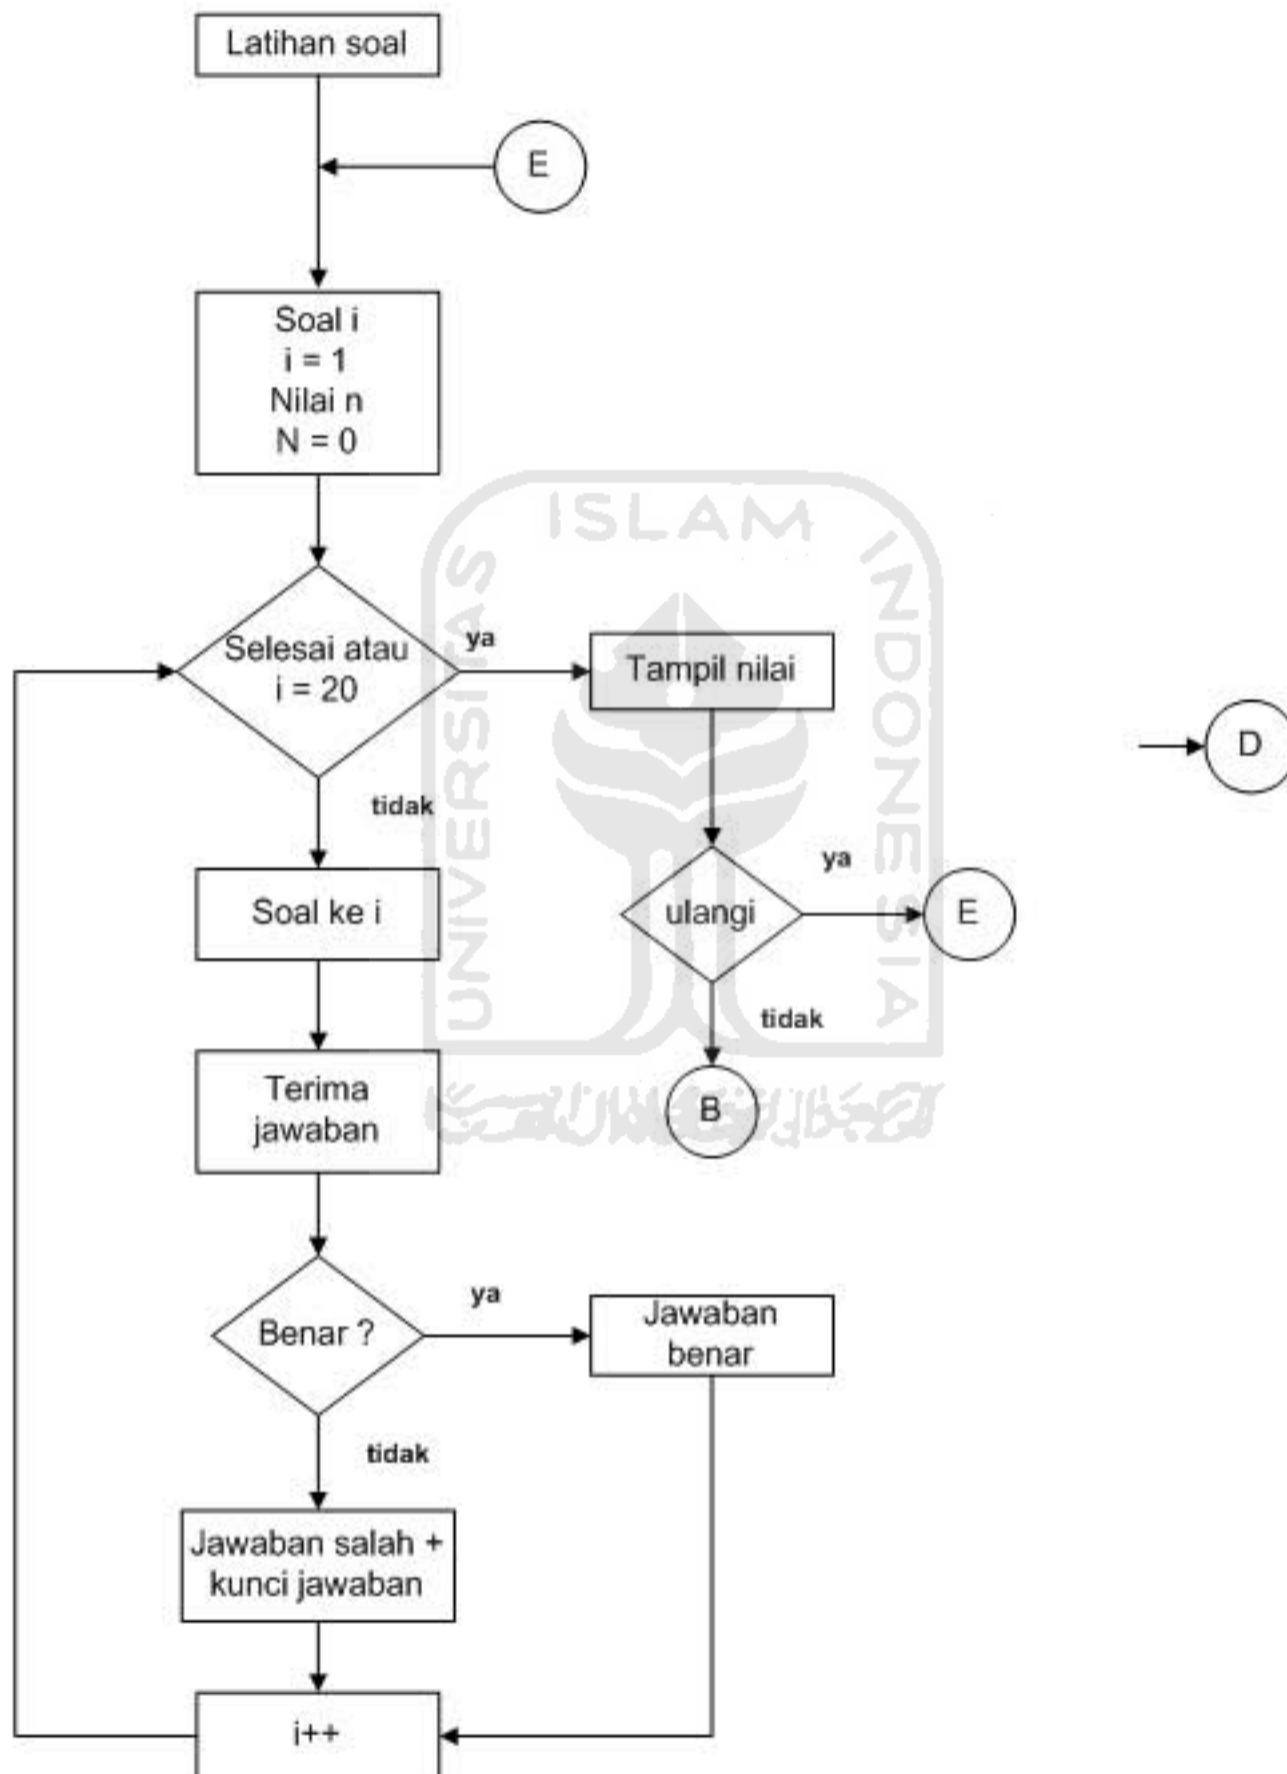 Latihan soal
E
Soal i
i = 1
Nilai n
N = 0
ISLAM
UNIVERSITAS
INDONESIA
Selesai atau
i = 20
ya
Tampil nilai
D
tidak
Soal ke i
ulangi
ya
E
tidak
Terima
jawaban
B
Benar ?
ya
Jawaban
benar
tidak
Jawaban salah +
kunci jawaban
i++